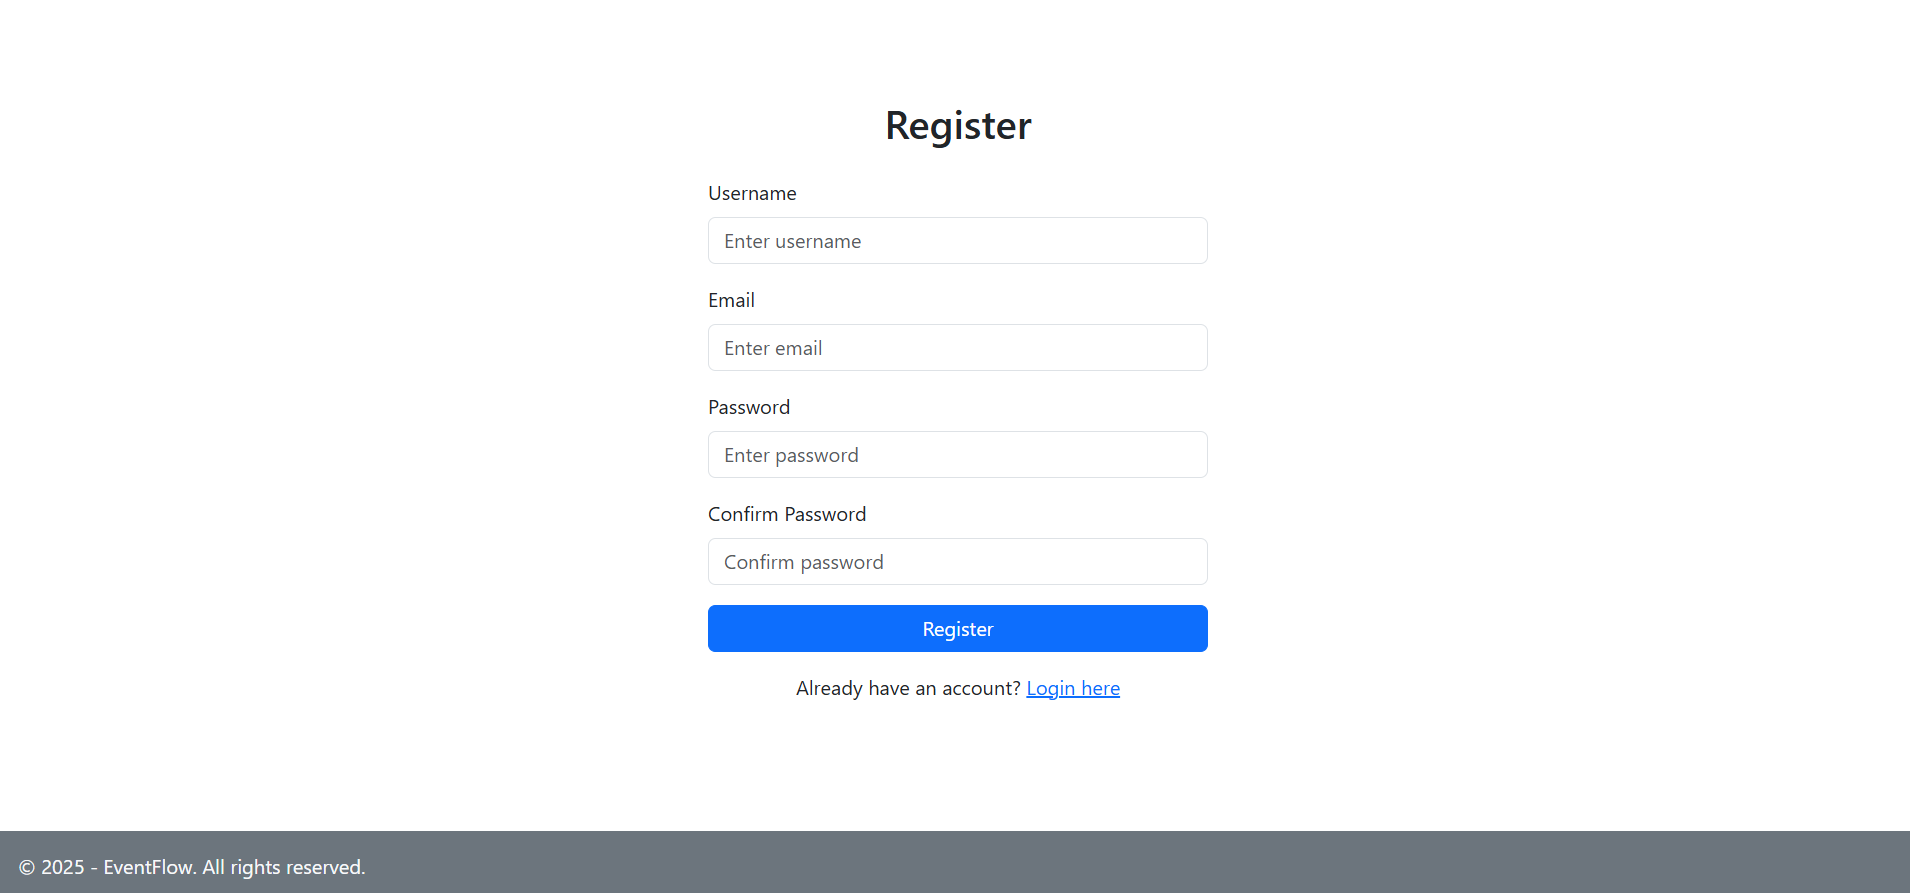 Register
Username
Enter username
Email
Enter email
Password
Enter password
Confirm Password
Confirm password
Register
Already have an account? Login here
© 2025 - EventFlow. All rights reserved.